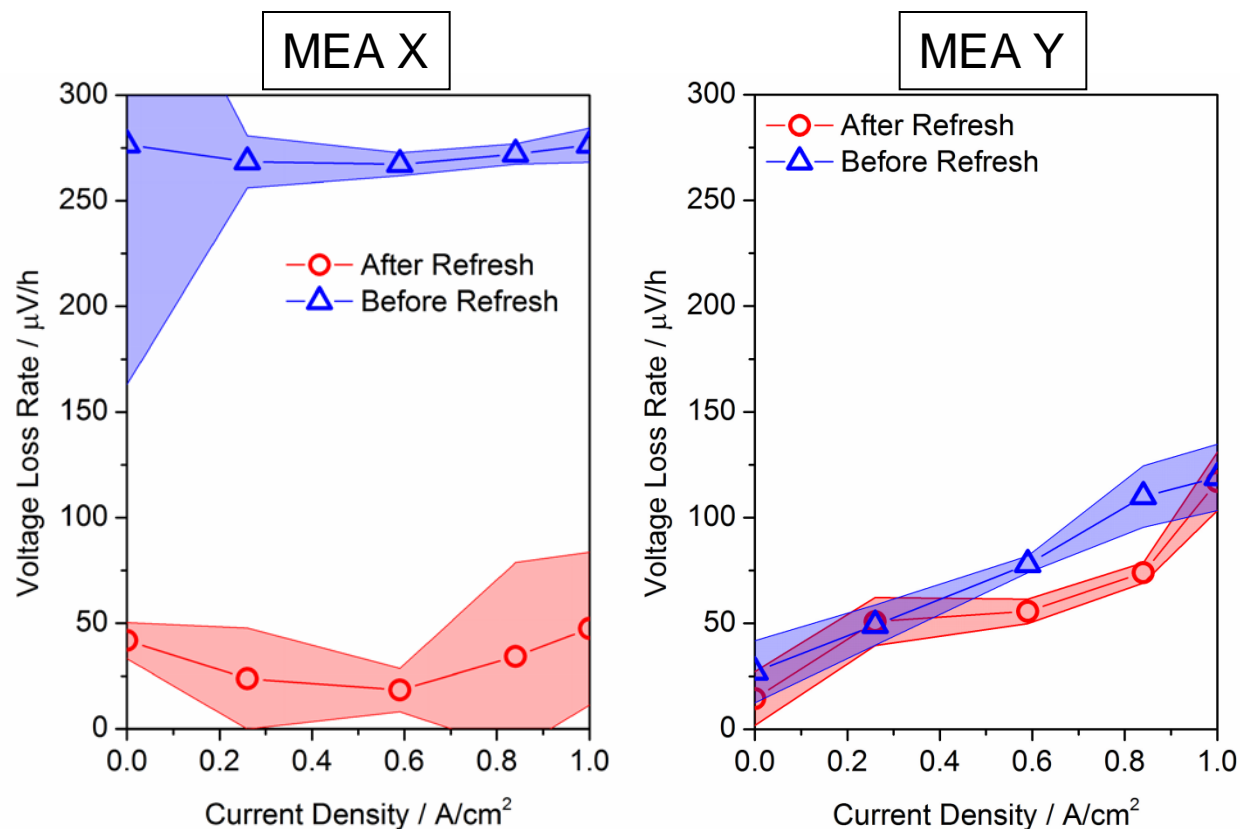 MEA X
300
250
200
150
100
50
0
0.0 0.2 0.4 0.6 0.8 1.0
Voltage Loss Rate / μV/h
Current Density / A/cm²
After Refresh
Before Refresh
MEA Y
300
250
200
150
100
50
0
0.0 0.2 0.4 0.6 0.8 1.0
Voltage Loss Rate / μV/h
Current Density / A/cm²
After Refresh
Before Refresh